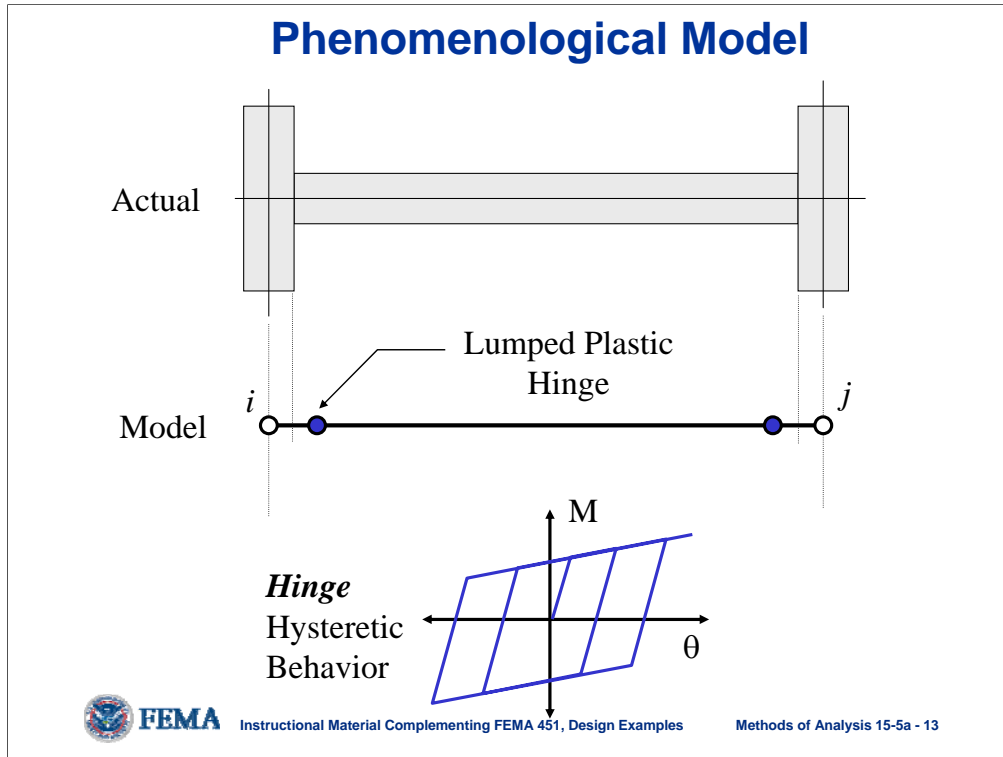 Phenomenological Model
Actual
Lumped Plastic
Hinge
i
j
Model
M
Hinge
Hysteretic
Behavior
θ
FEMA
Instructional Material Complementing FEMA 451, Design Examples
Methods of Analysis 15-5a - 13